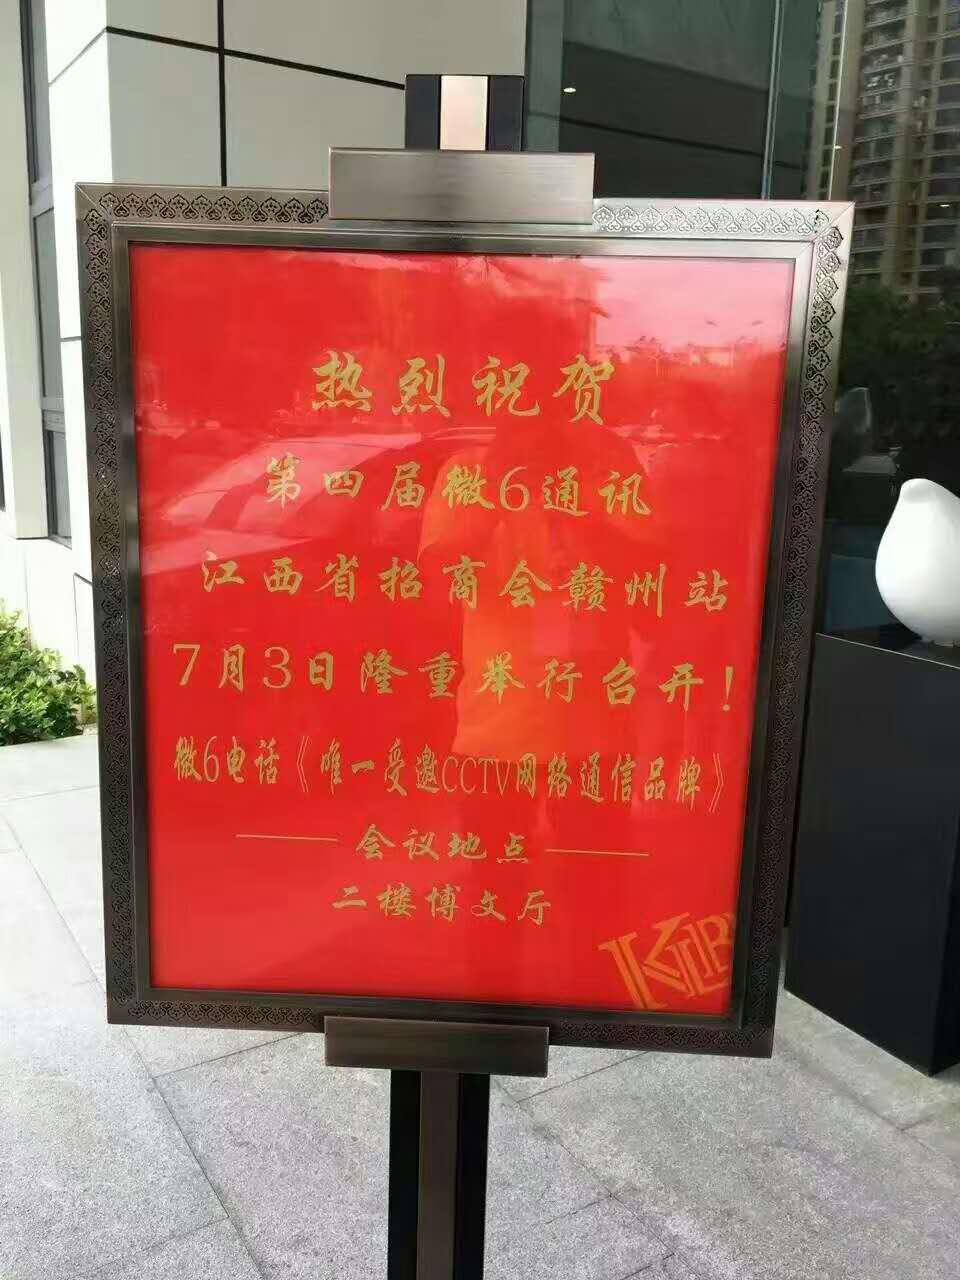 热烈祝贺
第四届微6通讯
江西省招商会赣州站
7月3日隆重举行召开!
微6电话《唯一受邀CCTV网络通信品牌》
会议地点
二楼博文厅
KLB